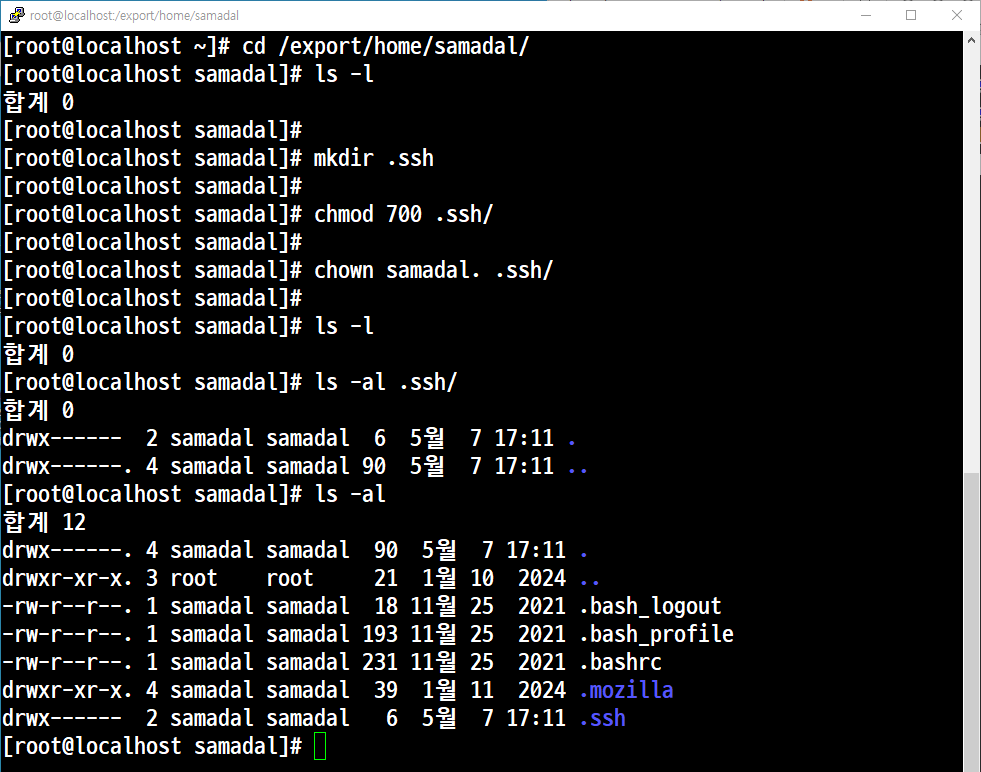 root@localhost:/export/home/samadal
[root@localhost ~]# cd /export/home/samadal/
[root@localhost samadal]# ls -l
합계 0
[root@localhost samadal]#
[root@localhost samadal]# mkdir .ssh
[root@localhost samadal]#
[root@localhost samadal]# chmod 700 .ssh/
[root@localhost samadal]#
[root@localhost samadal]# chown samadal. .ssh/
[root@localhost samadal]#
[root@localhost samadal]# ls -l
합계 0
[root@localhost samadal]# ls -al .ssh/
합계 0
drwx------  2 samadal samadal  6  5월  7 17:11 .
drwx------. 4 samadal samadal 90  5월  7 17:11 ..
[root@localhost samadal]# ls -al
합계 12
drwx------. 4 samadal samadal  90  5월  7 17:11 .
drwxr-xr-x. 3 root    root     21  1월 10  2024 ..
-rw-r--r--. 1 samadal samadal  18 11월 25  2021 .bash_logout
-rw-r--r--. 1 samadal samadal 193 11월 25  2021 .bash_profile
-rw-r--r--. 1 samadal samadal 231 11월 25  2021 .bashrc
drwxr-xr-x. 4 samadal samadal  39  1월 11  2024 .mozilla
drwx------  2 samadal samadal   6  5월  7 17:11 .ssh
[root@localhost samadal]#